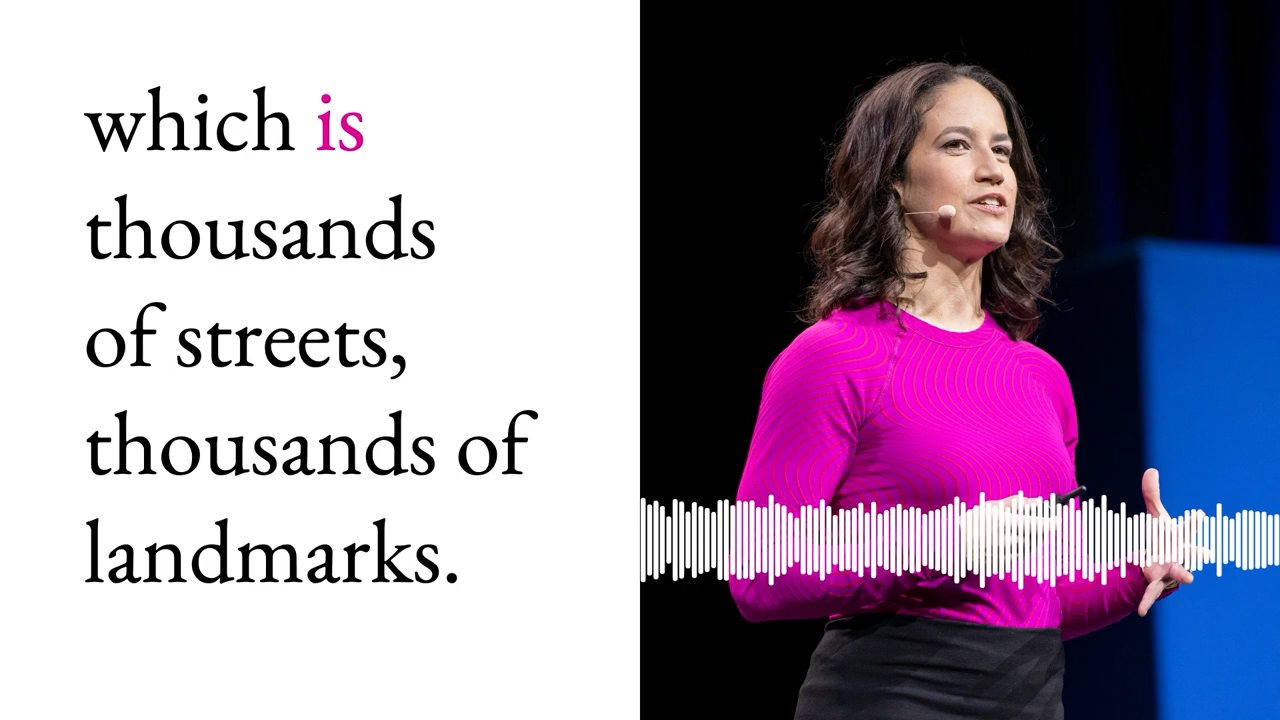 which is
thousands
of streets,
thousands of
landmarks.